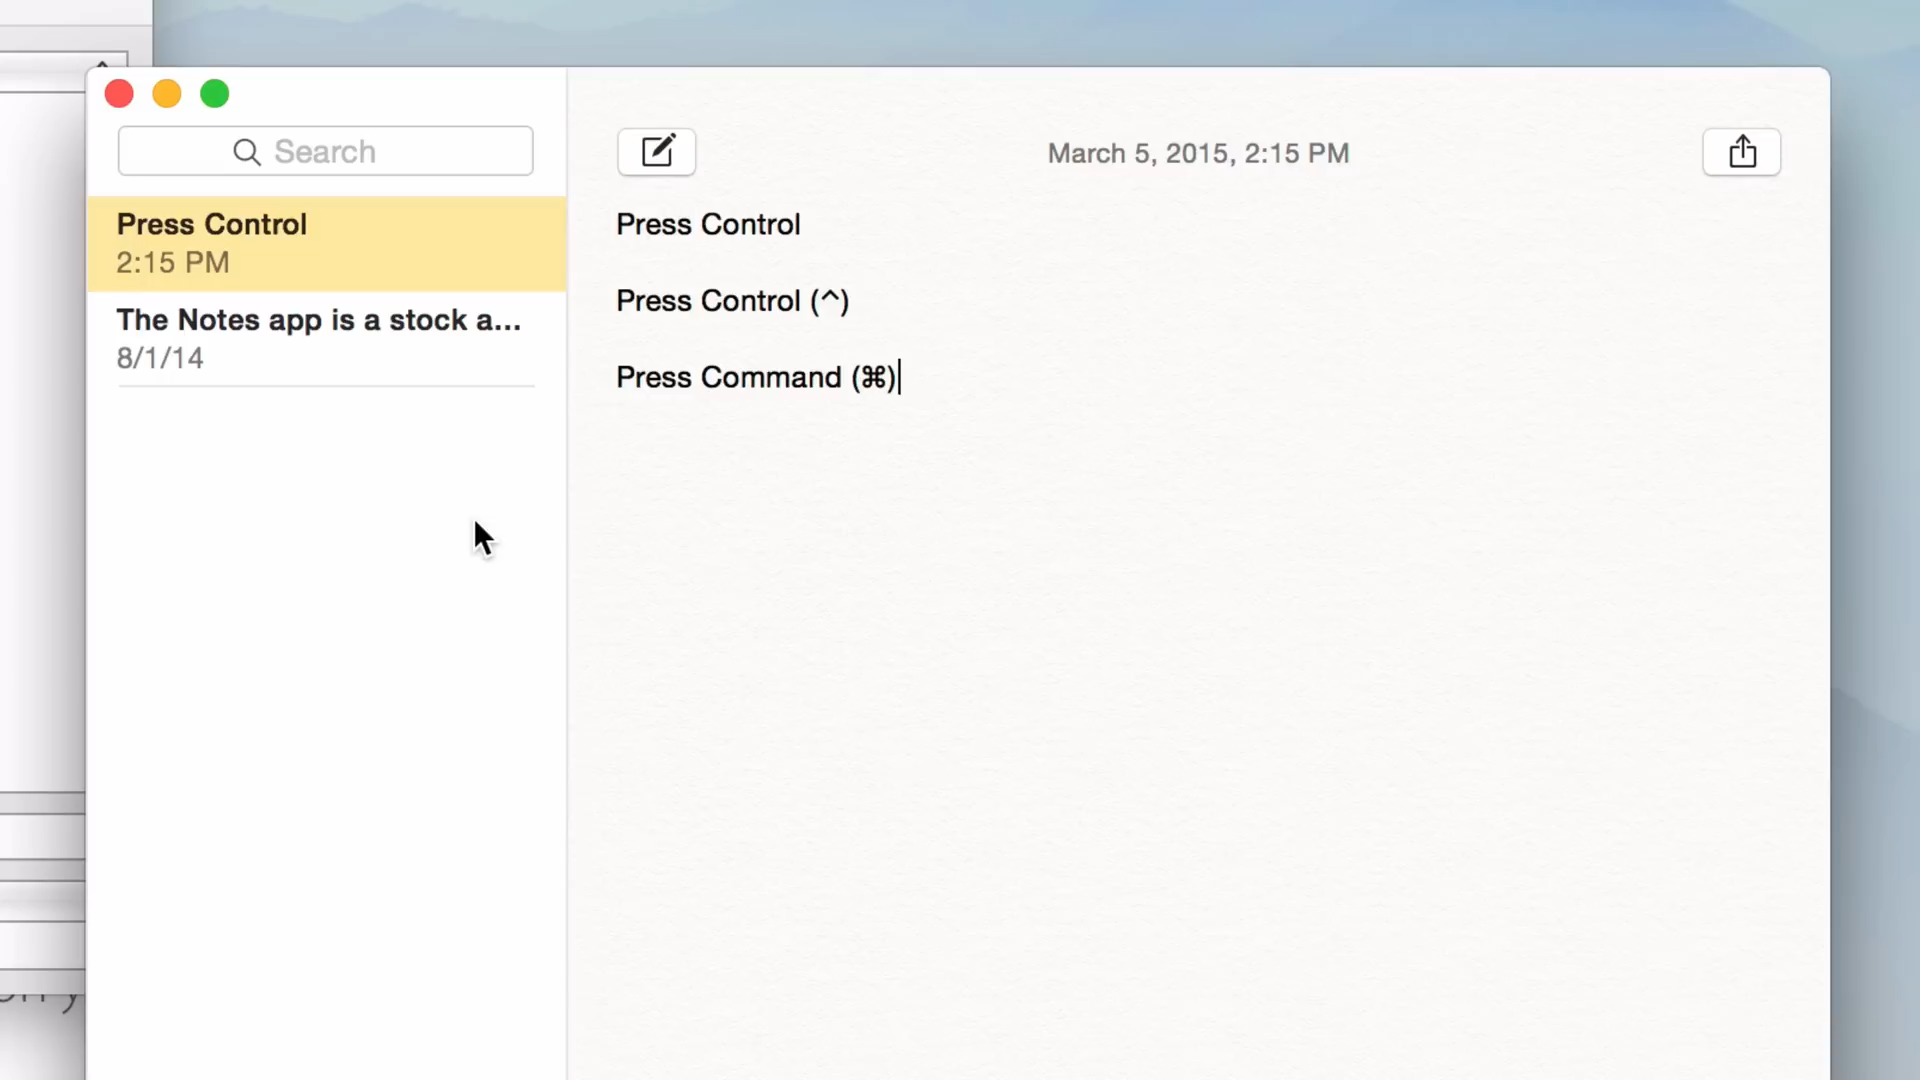 Search
Press Control
2:15 PM
The Notes app is a stock a...
8/1/14
March 5, 2015, 2:15 PM
Press Control
Press Control (^)
Press Command (⌘)